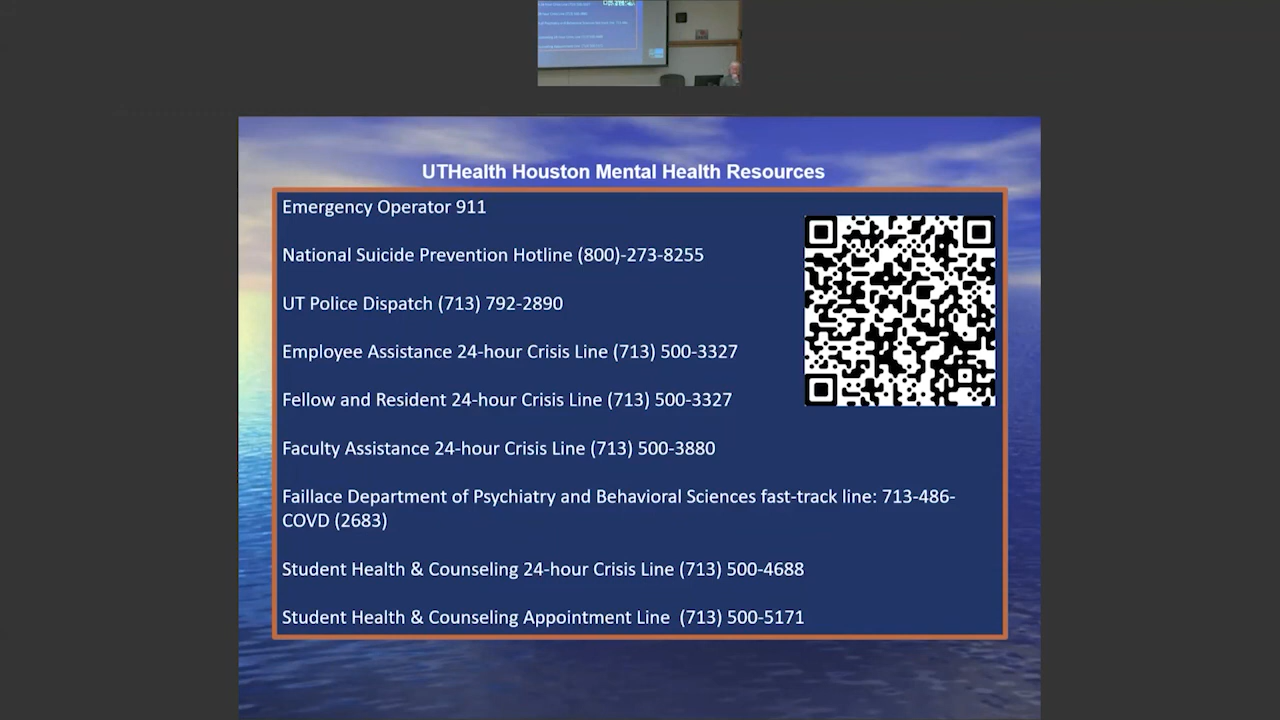 UTHealth Houston Mental Health Resources
Emergency Operator 911
National Suicide Prevention Hotline (800)-273-8255
UT Police Dispatch (713) 792-2890
Employee Assistance 24-hour Crisis Line (713) 500-3327
Fellow and Resident 24-hour Crisis Line (713) 500-3327
Faculty Assistance 24-hour Crisis Line (713) 500-3880
Faillace Department of Psychiatry and Behavioral Sciences fast-track line: 713-486-
COVD (2683)
Student Health & Counseling 24-hour Crisis Line (713) 500-4688
Student Health & Counseling Appointment Line (713) 500-5171